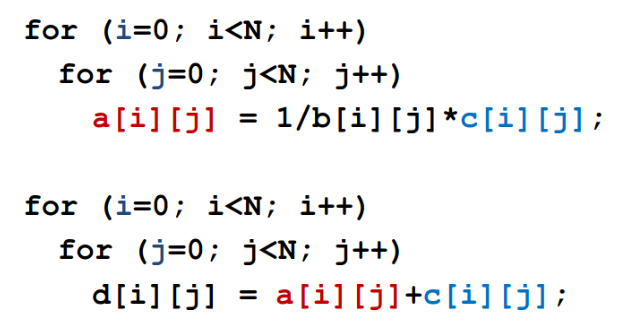 for (i=0; i<N; i++)
for (j=0; j<N; j++)
a[i][j] = 1/b[i][j]*c[i][j];
for (i=0; i<N; i++)
for (j=0; j<N; j++)
d[i][j] = a[i][j]+c[i][j];